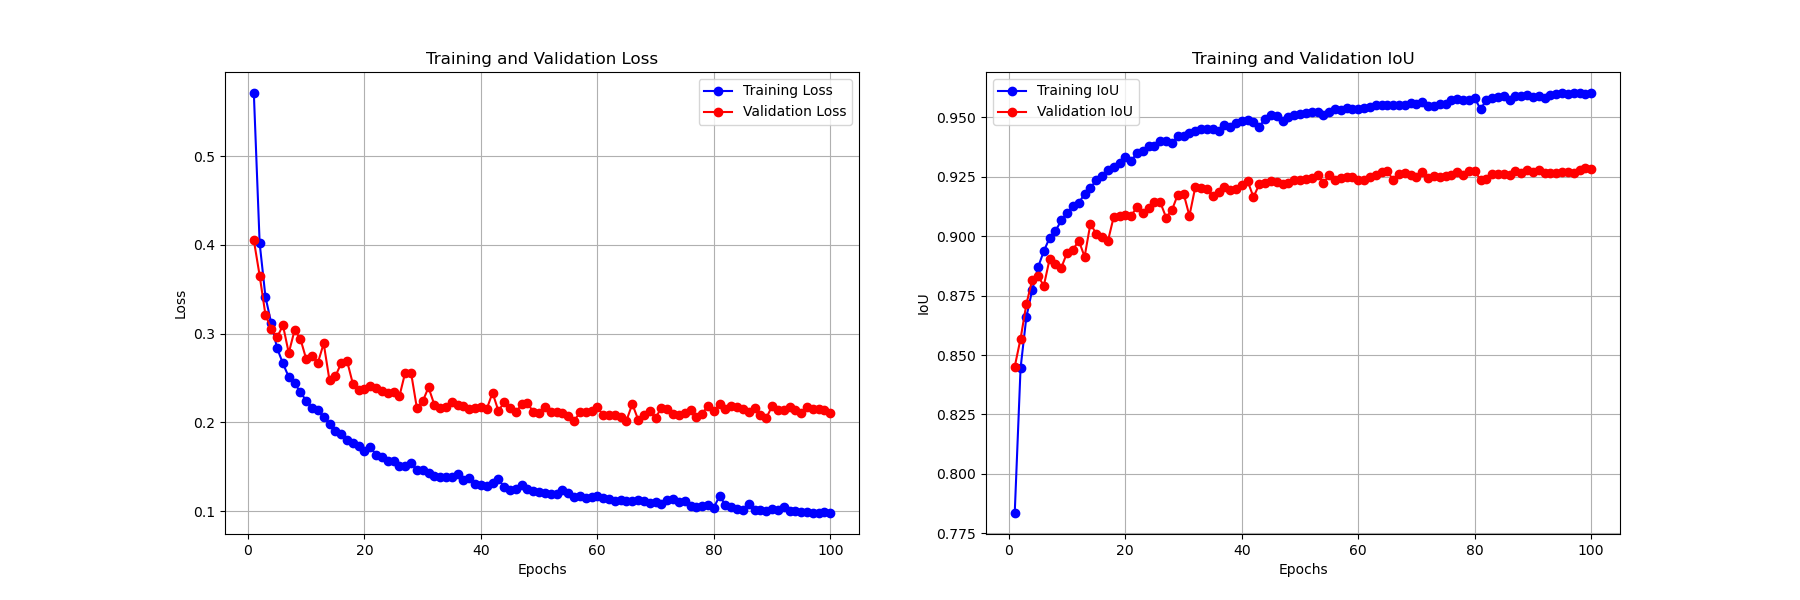 Training and Validation Loss
Training Loss
Validation Loss
0.5
0.4
0.3
0.2
0.1
Loss
0
20
40
60
80
100
Epochs
Training and Validation IoU
Training IoU
Validation IoU
0.950
0.925
0.900
0.875
0.850
0.825
0.800
0.775
IoU
0
20
40
60
80
100
Epochs